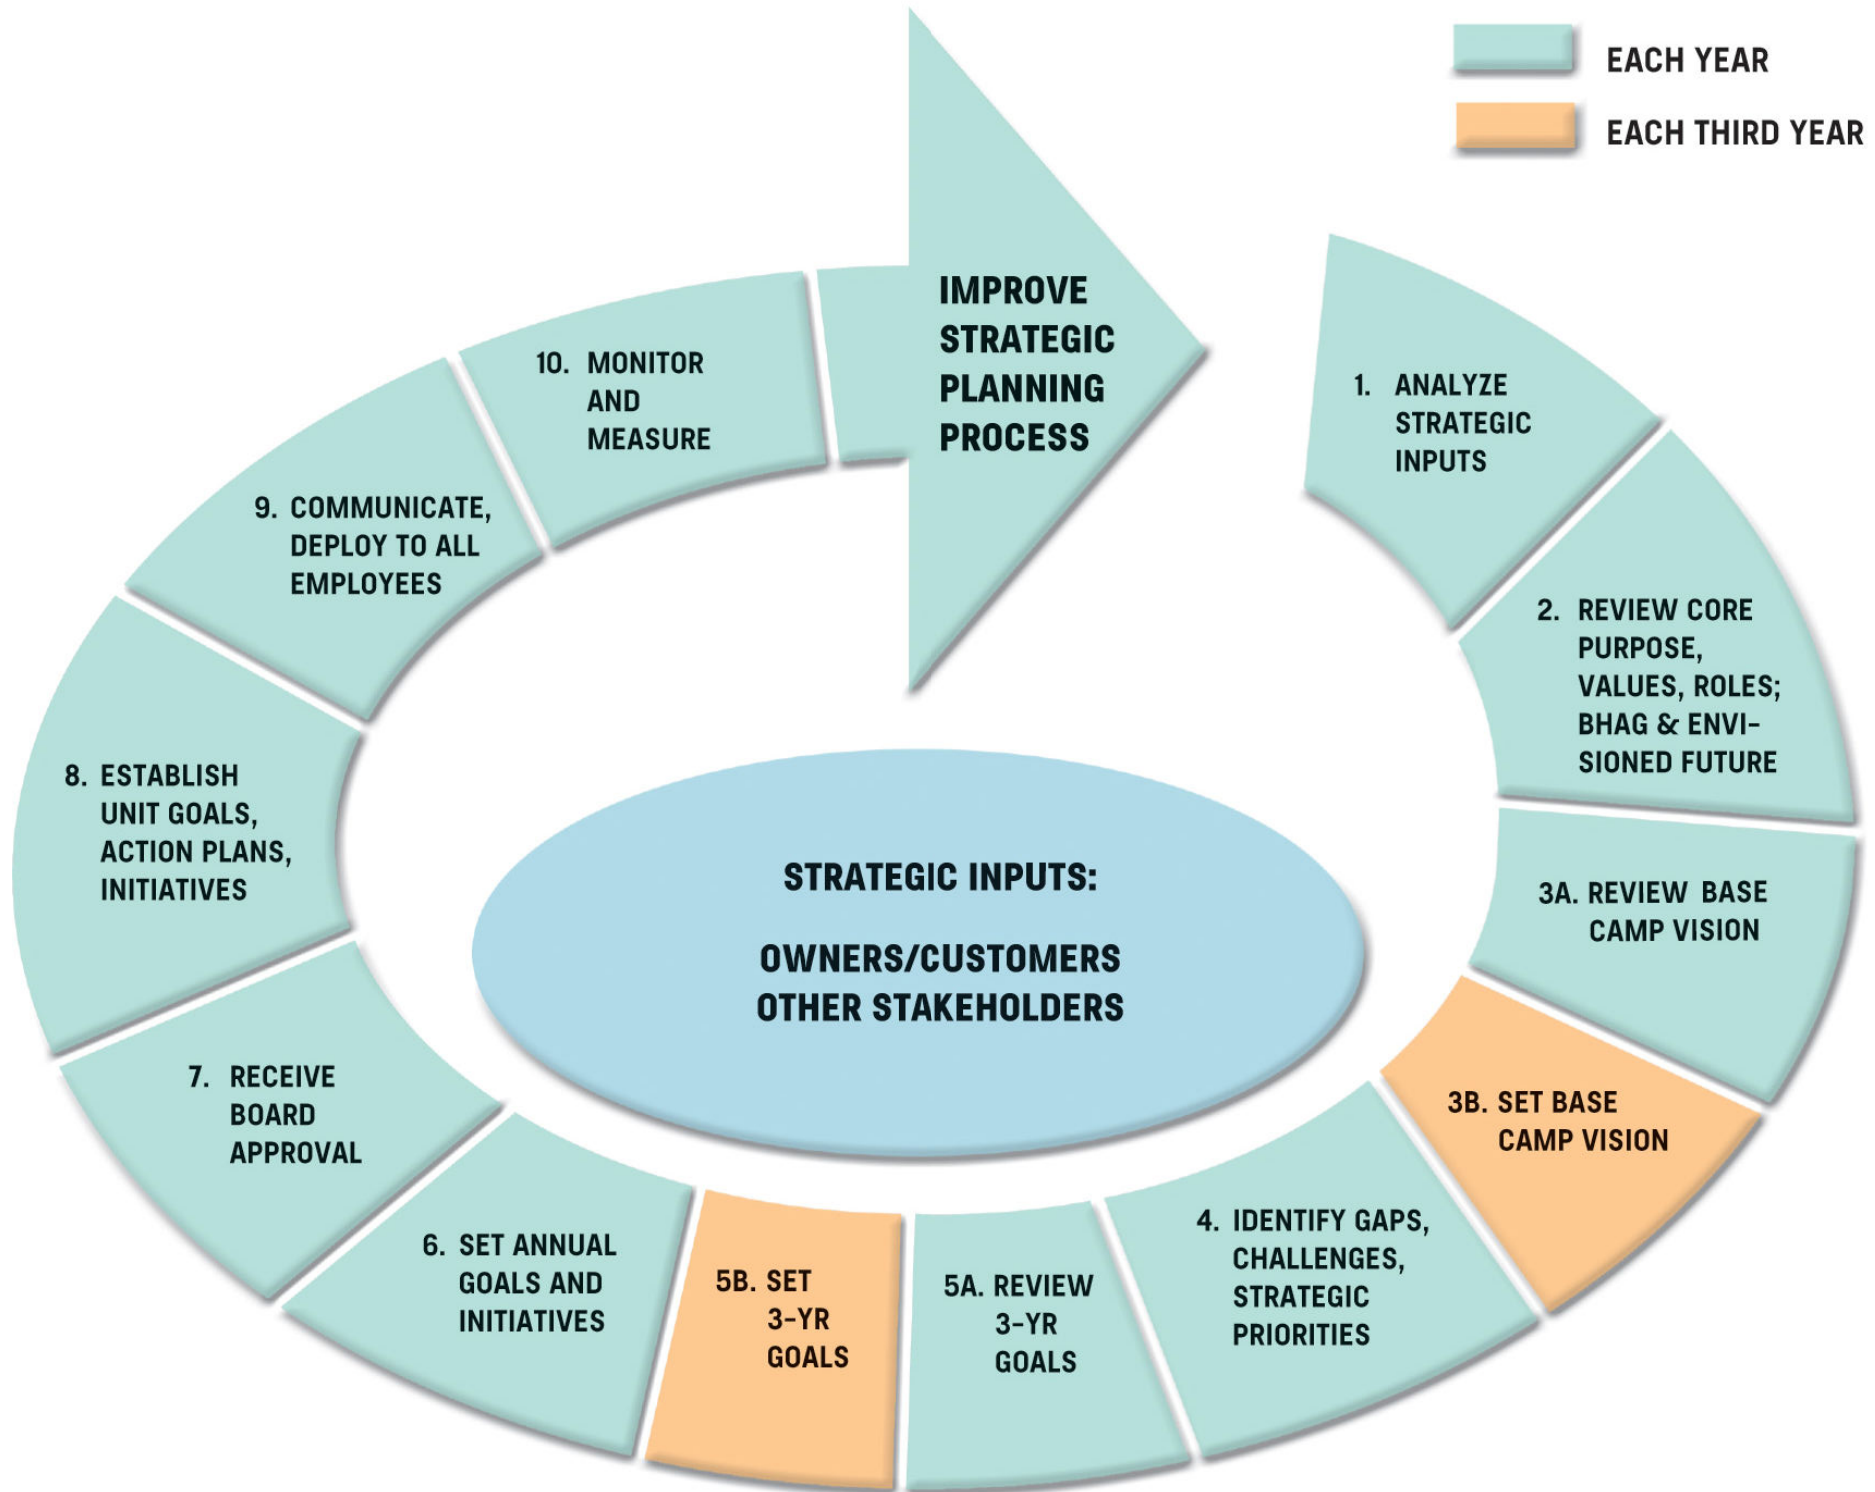 EACH YEAR
EACH THIRD YEAR
IMPROVE
STRATEGIC
PLANNING
PROCESS
1. ANALYZE
STRATEGIC
INPUTS
2. REVIEW CORE
PURPOSE,
VALUES, ROLES;
BHAG & ENVI-
SIONED FUTURE
3A. REVIEW BASE
CAMP VISION
3B. SET BASE
CAMP VISION
4. IDENTIFY GAPS,
CHALLENGES,
STRATEGIC
PRIORITIES
5A. REVIEW
3-YR
GOALS
5B. SET
3-YR
GOALS
6. SET ANNUAL
GOALS AND
INITIATIVES
7. RECEIVE
BOARD
APPROVAL
8. ESTABLISH
UNIT GOALS,
ACTION PLANS,
INITIATIVES
9. COMMUNICATE,
DEPLOY TO ALL
EMPLOYEES
10. MONITOR
AND
MEASURE
STRATEGIC INPUTS:
OWNERS/CUSTOMERS
OTHER STAKEHOLDERS